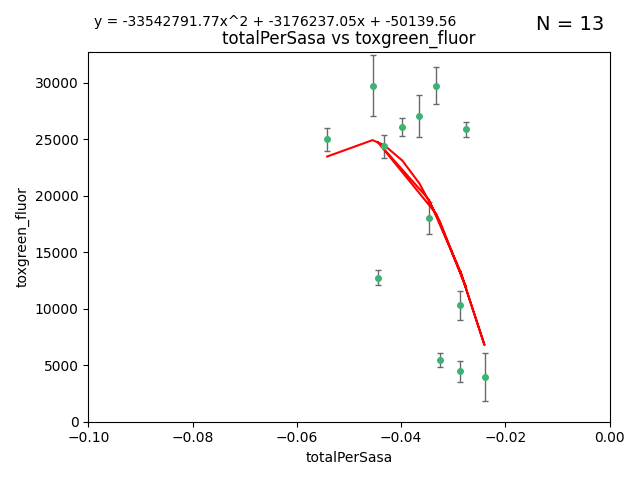 y = -33542791.77x^2 + -3176237.05x + -50139.56
N = 13
totalPerSasa vs toxgreen_fluor
30000
25000
20000
15000
10000
5000
0
toxgreen_fluor
−0.10 −0.08 −0.06 −0.04 −0.02 0.00
totalPerSasa